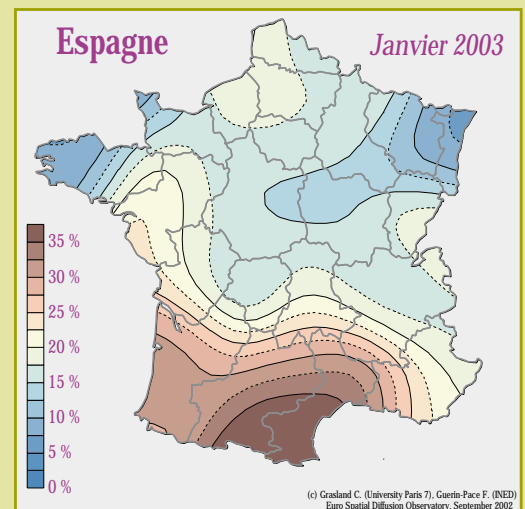 Espagne
Janvier 2003
35 %
30 %
25 %
20 %
15 %
10 %
5 %
0 %
(c) Grasland C. (University Paris 7), Guerin-Pace F. (INED)
Euro Spatial Diffusion Observatory, September 2002